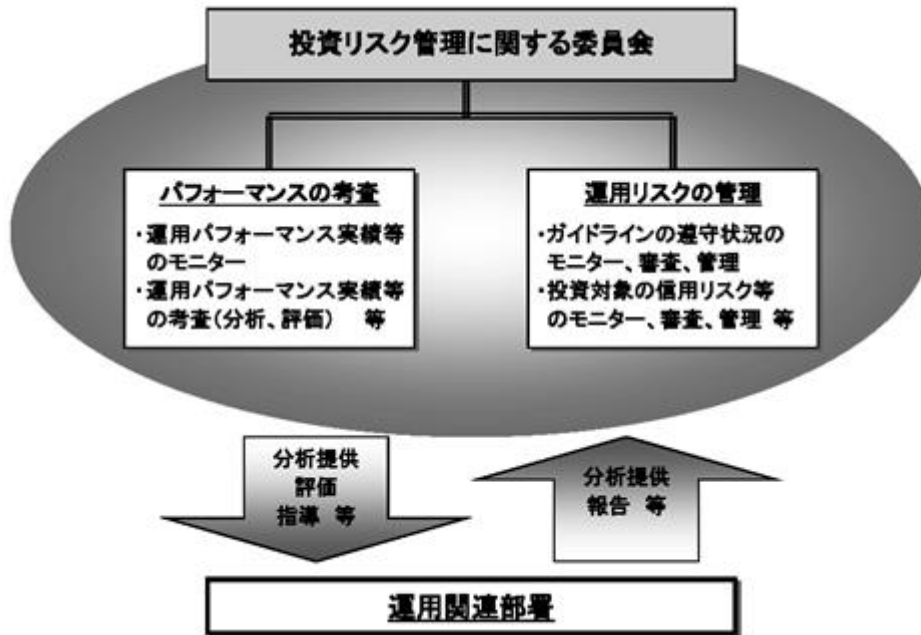 投資リスク管理に関する委員会
パフォーマンスの考査
・運用パフォーマンス実績等
のモニター
・運用パフォーマンス実績等
の考査(分析、評価)　等
運用リスクの管理
・ガイドラインの遵守状況の
モニター、審査、管理
・投資対象の信用リスク等
のモニター、審査、管理 等
分析提供
評価
指導 等
分析提供
報告 等
運用関連部署